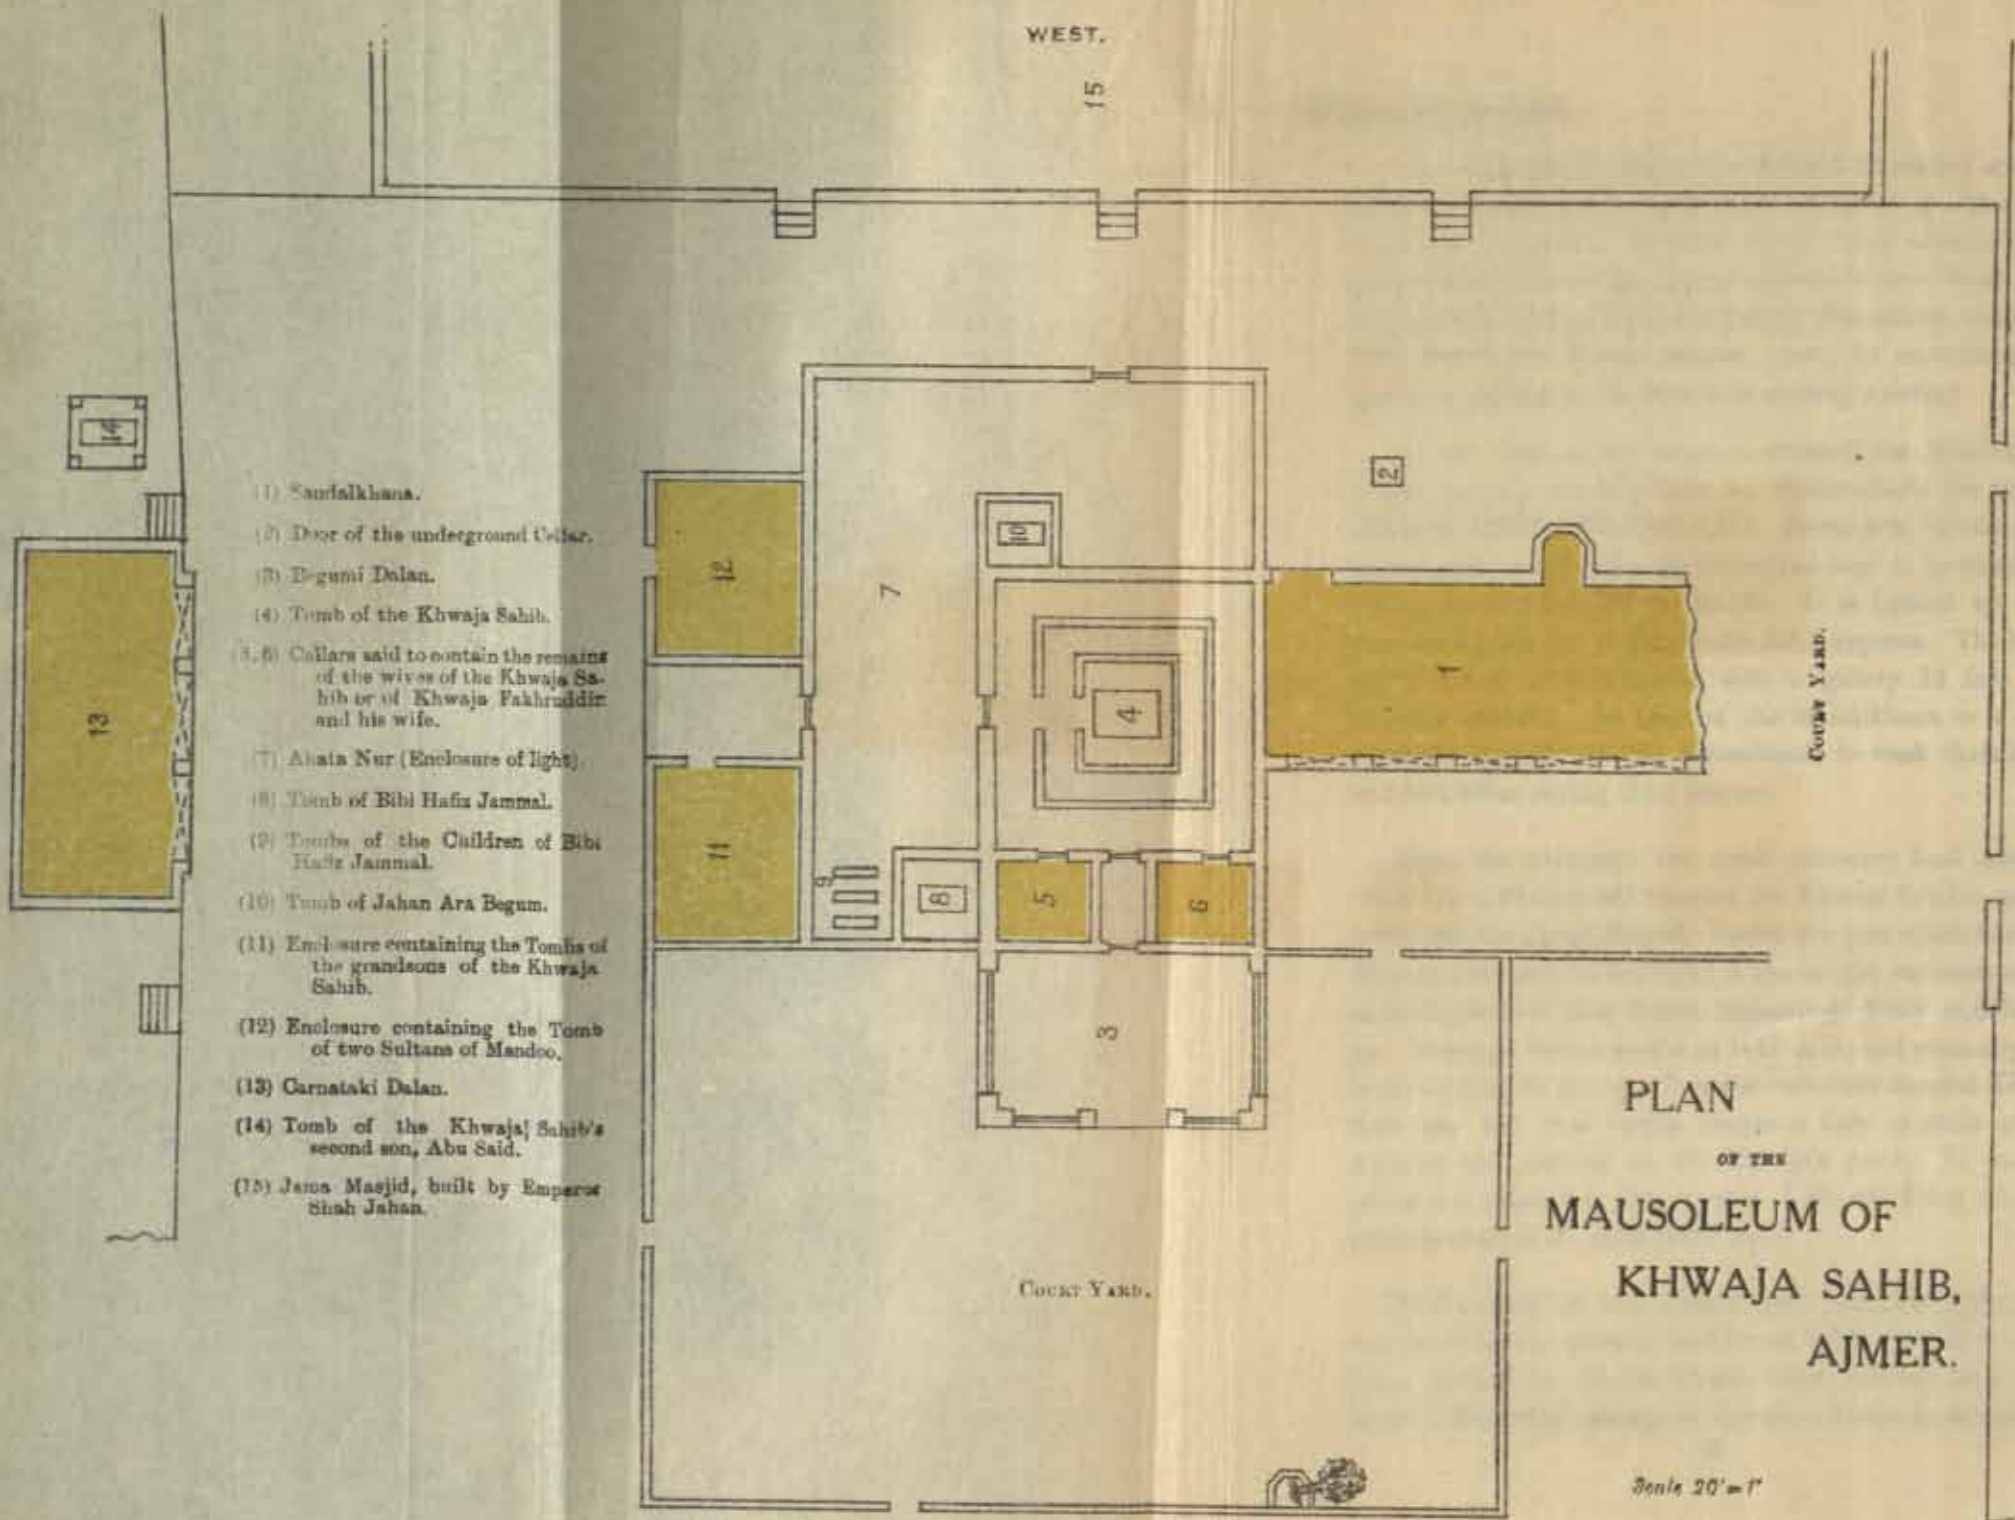 WEST.
15
14
2
(1) Sandalkhana.
(2) Door of the underground Cellar.
(3) Begumi Dalan.
(4) Tomb of the Khwaja Sahib.
(5, 6) Cellars said to contain the remains
of the wives of the Khwaja Sa-
hib or of Khwaja Fakhruddin
and his wife.
(7) Ahata Nur (Enclosure of light).
(8) Tomb of Bibi Hafiz Jammal.
(9) Tombs of the Children of Bibi
Hafiz Jammal.
(10) Tomb of Jahan Ara Begum.
(11) Enclosure containing the Tombs of
the grandsons of the Khwaja
Sahib.
(12) Enclosure containing the Tomb
of two Sultans of Mandoo.
(13) Carnataki Dalan.
(14) Tomb of the Khwaja Sahib's
second son, Abu Said.
(15) Jama Masjid, built by Emperor
Shah Jahan.
10
12
7
13
1
4
COURT YARD.
11
9
8
5
6
3
COURT YARD.
PLAN
OF THE
MAUSOLEUM OF
KHWAJA SAHIB,
AJMER.
Scale 20'=1"